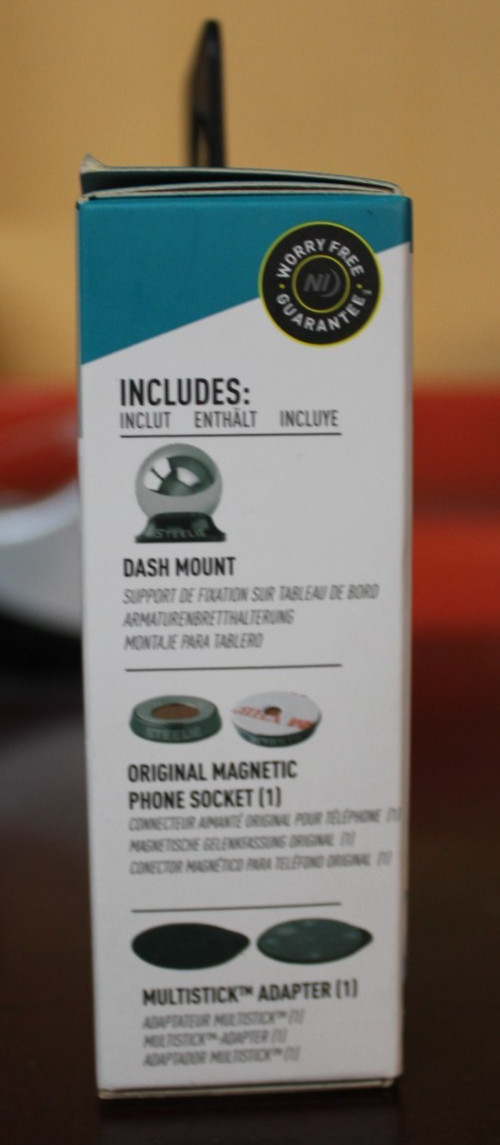 WORRY FREE
NI
GUARANTEE
INCLUDES:
INCLUT ENTHÄLT INCLUYE
STEELIE
DASH MOUNT
SUPPORT DE FIXATION SUR TABLEAU DE BORD
ARMATURENBRETTHALTERUNG
MONTAJE PARA TABLERO
STEELIE
ORIGINAL MAGNETIC
PHONE SOCKET (1)
CONNECTEUR AIMANTÉ ORIGINAL POUR TÉLÉPHONE (1)
MAGNETISCHE GELENKFASSUNG ORIGINAL (1)
CONECTOR MAGNÉTICO PARA TELÉFONO ORIGINAL (1)
MULTISTICK™ ADAPTER (1)
ADAPTATEUR MULTISTICK™ (1)
MULTISTICK™-ADAPTER (1)
ADAPTADOR MULTISTICK™ (1)